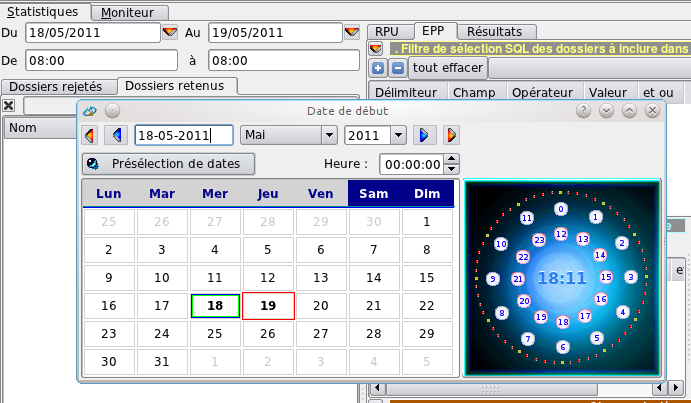 Statistiques Moniteur
Du 18/05/2011 Au 19/05/2011
De 08:00 à 08:00
Dossiers rejetés Dossiers retenus
Nom
RPU EPP Résultats
. Filtre de sélection SQL des dossiers à inclure dans
tout effacer
Délimiteur Champ Opérateur Valeur et ou
Date de début
18-05-2011 Mai 2011
Présélection de dates Heure : 00:00:00
Lun Mar Mer Jeu Ven Sam Dim
25 26 27 28 29 30 1
2 3 4 5 6 7 8
9 10 11 12 13 14 15
16 17 18 19 20 21 22
23 24 25 26 27 28 29
30 31 1 2 3 4 5
0
11 1
12
23 13
10 2
22 14
9 21 18:11 15 3
20 16
8 4
19 17
18
7 5
6